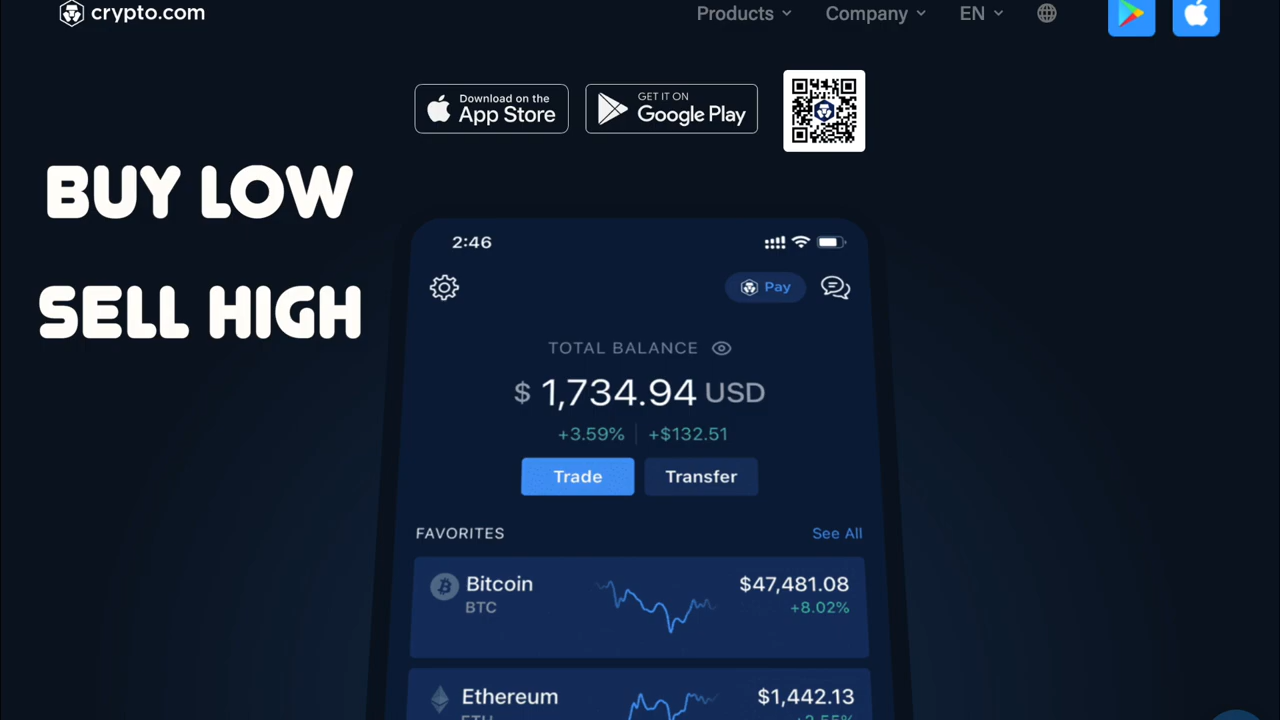 crypto.com
Products
Company
EN
Download on the
App Store
GET IT ON
Google Play
BUY LOW
SELL HIGH
2:46
Pay
TOTAL BALANCE
$ 1,734.94 USD
+3.59% +$132.51
Trade
Transfer
FAVORITES
See All
Bitcoin
$47,481.08
BTC
+8.02%
Ethereum
$1,442.13